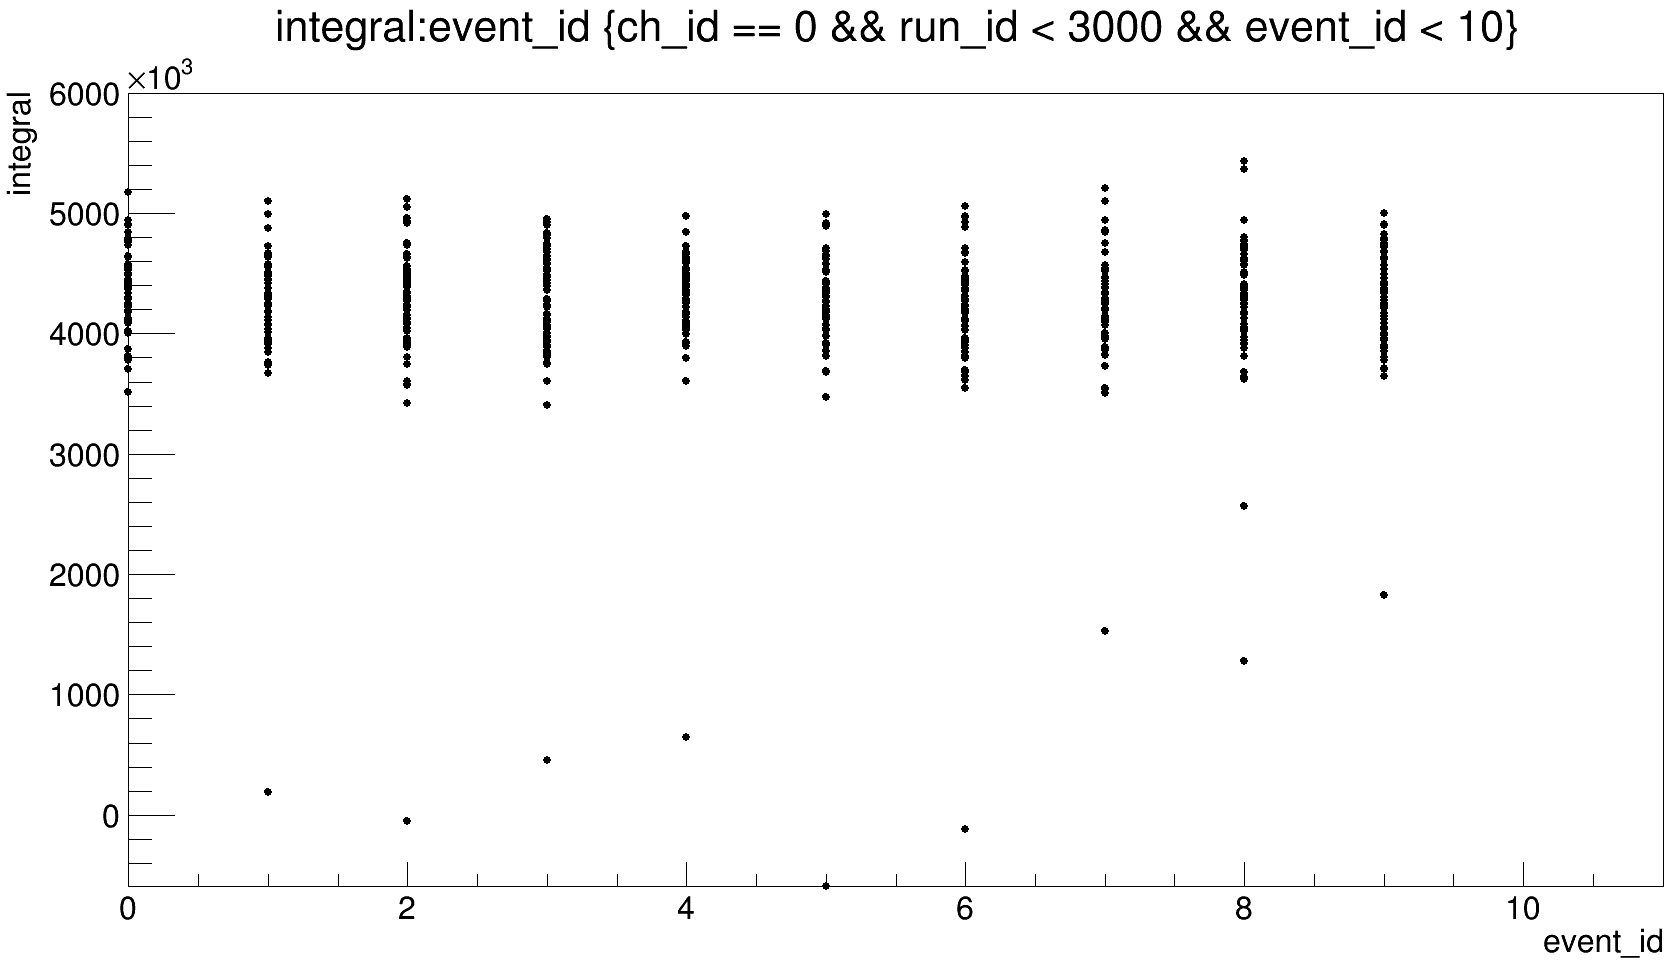 integral:event_id {ch_id == 0 && run_id < 3000 && event_id < 10}
×10³
integral
6000
5000
4000
3000
2000
1000
0
0 2 4 6 8 10
event_id